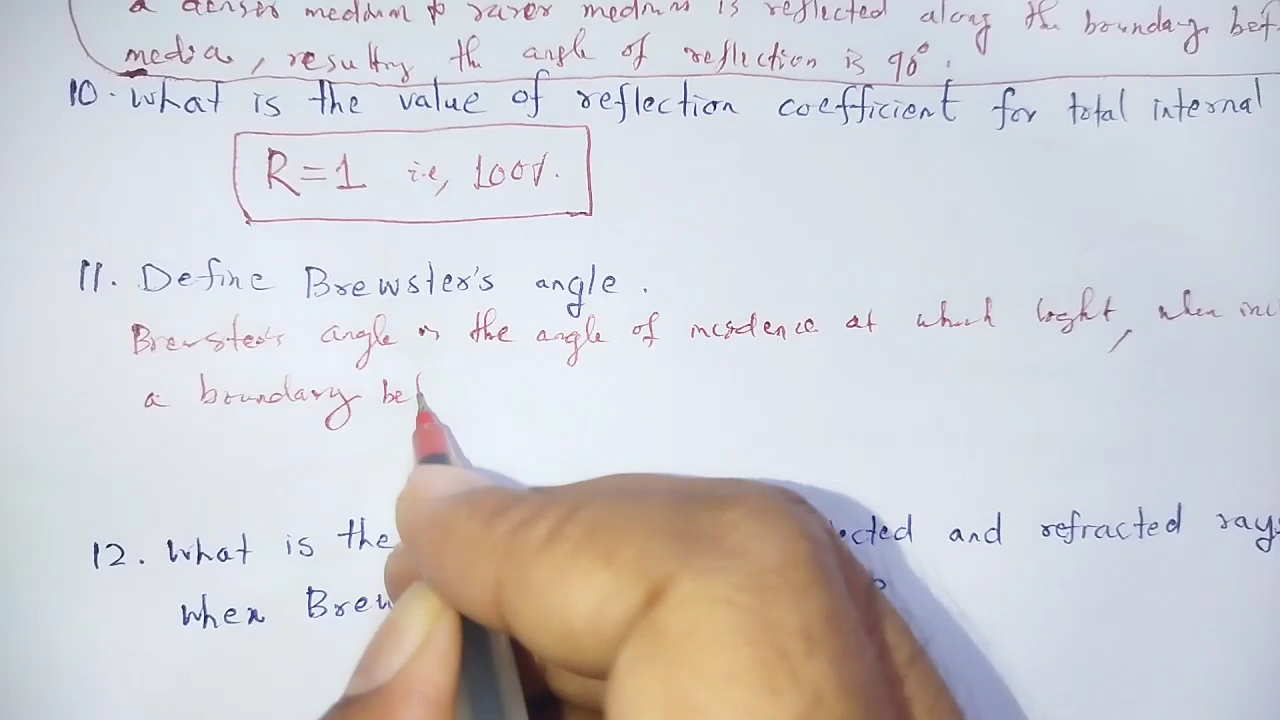 a denser medium to rarer medium is reflected along the boundary bet
media, resulting the angle of reflection is 90°.
10. What is the value of reflection coefficient for total internal
R = 1 i.e, 100%.
11. Define Brewster's angle.
Brewster's angle is the angle of incidence at which light, when inc
a boundary be
12. What is the and refracted rays
when Brew